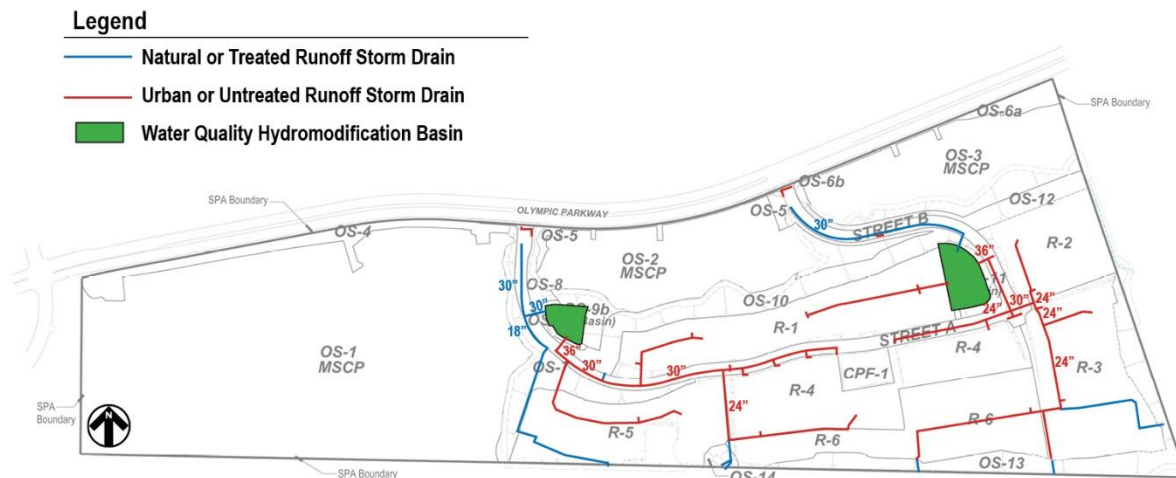 Legend
Natural or Treated Runoff Storm Drain
Urban or Untreated Runoff Storm Drain
Water Quality Hydromodification Basin
SPA Boundary
OS-6a
OS-3
MSCP
OS-6b
SPA Boundary
OLYMPIC PARKWAY
OS-5
OS-12
30"
STREET B
OS-4
OS-5
R-2
OS-2
MSCP
36"
30"
OS-8
OS-10
24"
30"
30"
24"
24"
18"
R-1
STREET A
R-4
OS-1
MSCP
36"
30"
30"
24"
R-3
R-4
CPF-1
SPA
Boundary
N
24"
R-5
R-6
R-6
OS-13
SPA Boundary
OS-14